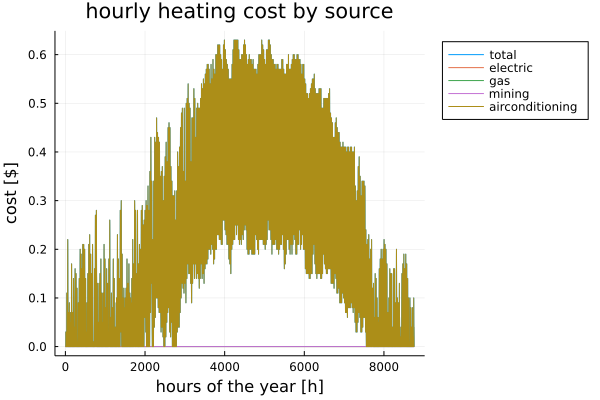 hourly heating cost by source
total
electric
gas
mining
airconditioning
0.6
0.5
0.4
0.3
0.2
0.1
0.0
cost [$]
0 2000 4000 6000 8000
hours of the year [h]